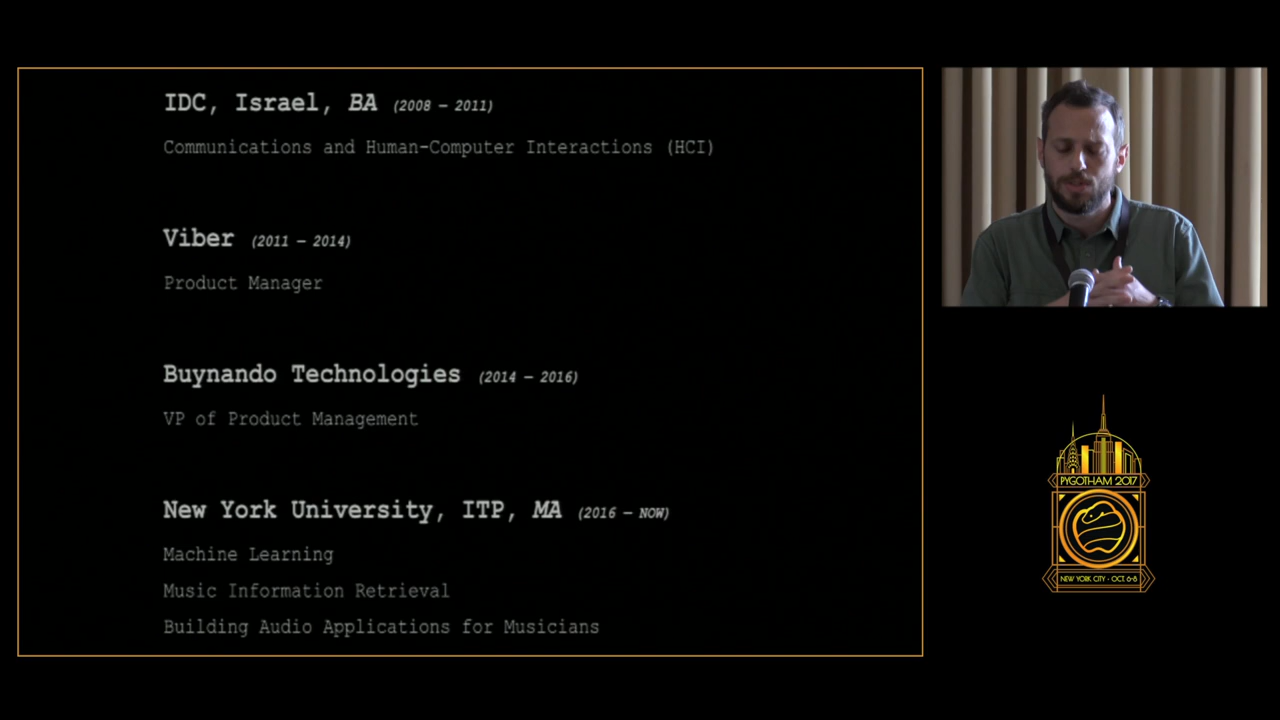 IDC, Israel, BA (2008 – 2011)
Communications and Human-Computer Interactions (HCI)
Viber (2011 – 2014)
Product Manager
Buynando Technologies (2014 – 2016)
VP of Product Management
New York University, ITP, MA (2016 – NOW)
Machine Learning
Music Information Retrieval
Building Audio Applications for Musicians
PYGOTHAM 2017
NEW YORK CITY - OCT. 6-8